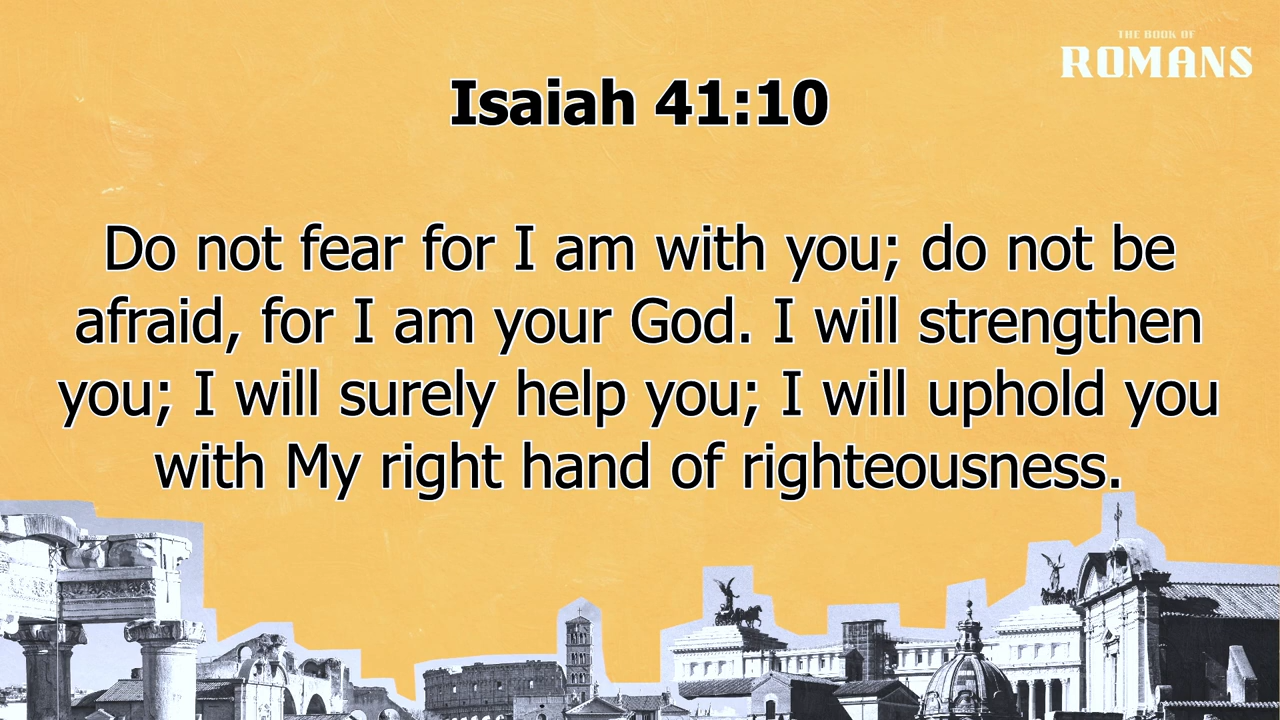 THE BOOK OF
ROMANS
Isaiah 41:10
Do not fear for I am with you; do not be
afraid, for I am your God. I will strengthen
you; I will surely help you; I will uphold you
with My right hand of righteousness.